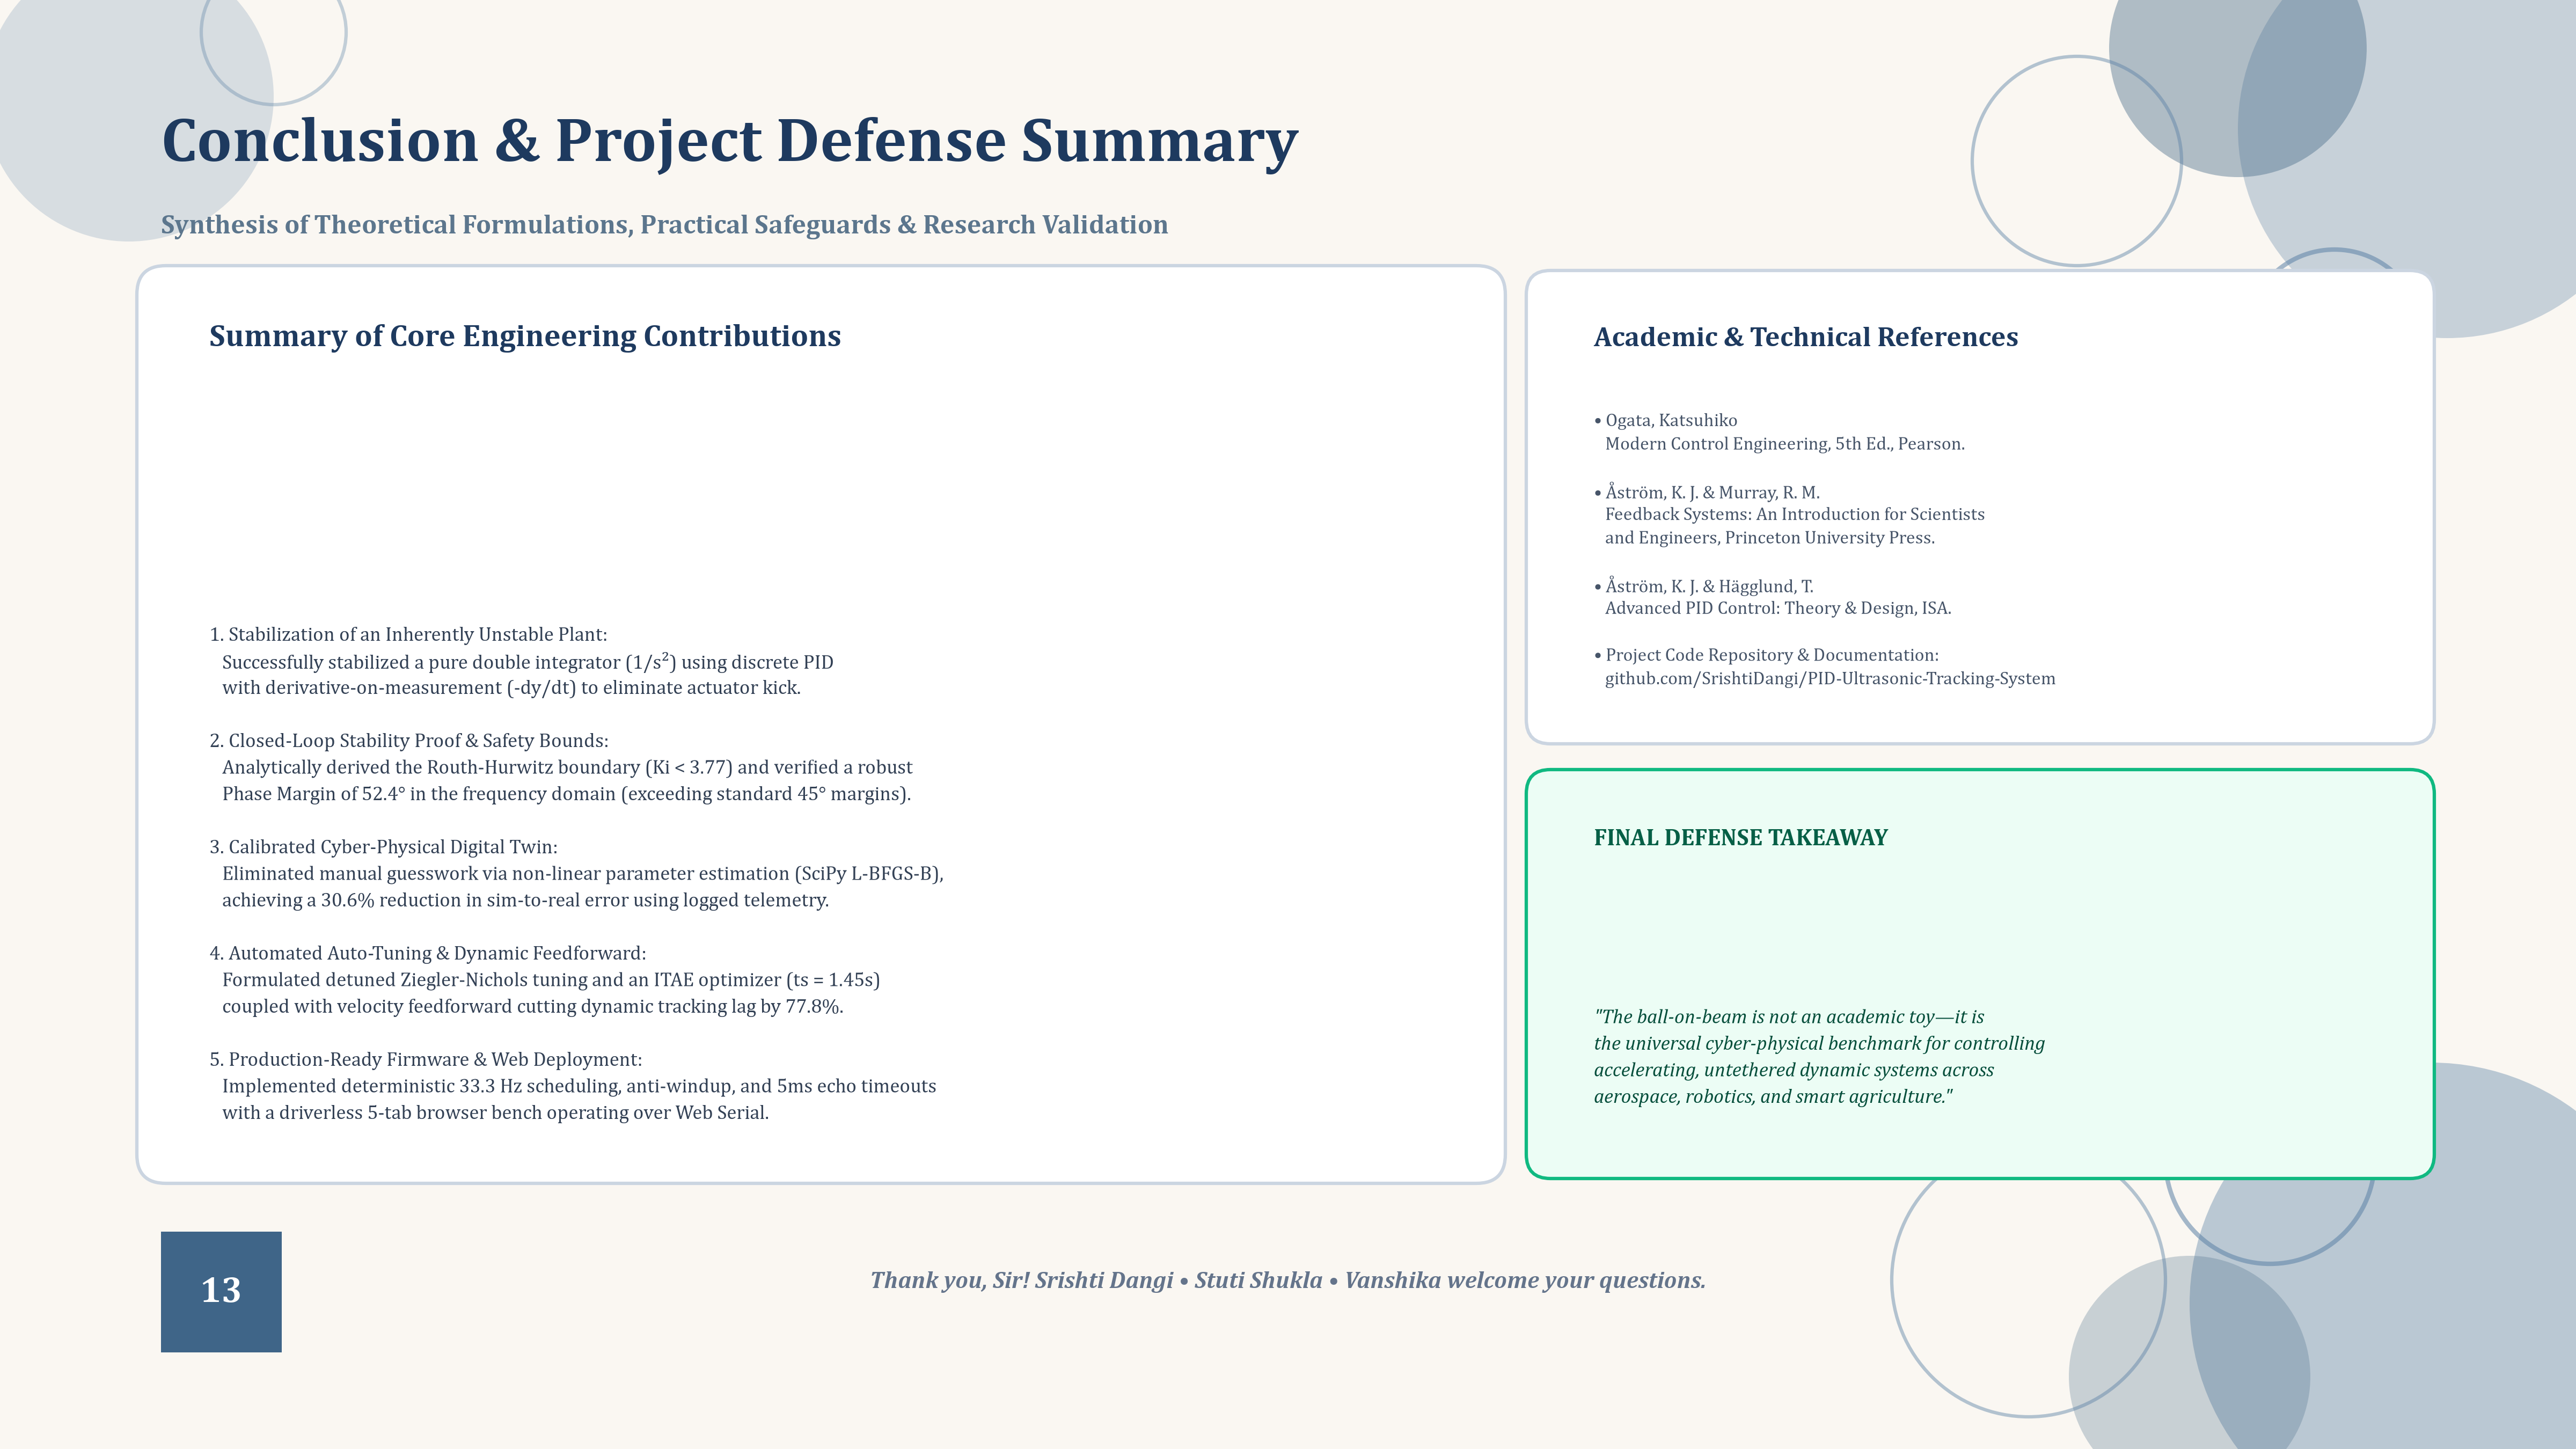 Conclusion & Project Defense Summary
Synthesis of Theoretical Formulations, Practical Safeguards & Research Validation
Summary of Core Engineering Contributions
1. Stabilization of an Inherently Unstable Plant:
Successfully stabilized a pure double integrator (1/s²) using discrete PID
with derivative-on-measurement (-dy/dt) to eliminate actuator kick.
2. Closed-Loop Stability Proof & Safety Bounds:
Analytically derived the Routh-Hurwitz boundary (Ki < 3.77) and verified a robust
Phase Margin of 52.4° in the frequency domain (exceeding standard 45° margins).
3. Calibrated Cyber-Physical Digital Twin:
Eliminated manual guesswork via non-linear parameter estimation (SciPy L-BFGS-B),
achieving a 30.6% reduction in sim-to-real error using logged telemetry.
4. Automated Auto-Tuning & Dynamic Feedforward:
Formulated detuned Ziegler-Nichols tuning and an ITAE optimizer (ts = 1.45s)
coupled with velocity feedforward cutting dynamic tracking lag by 77.8%.
5. Production-Ready Firmware & Web Deployment:
Implemented deterministic 33.3 Hz scheduling, anti-windup, and 5ms echo timeouts
with a driverless 5-tab browser bench operating over Web Serial.
Academic & Technical References
• Ogata, Katsuhiko
Modern Control Engineering, 5th Ed., Pearson.
• Åström, K. J. & Murray, R. M.
Feedback Systems: An Introduction for Scientists
and Engineers, Princeton University Press.
• Åström, K. J. & Hägglund, T.
Advanced PID Control: Theory & Design, ISA.
• Project Code Repository & Documentation:
github.com/SrishtiDangi/PID-Ultrasonic-Tracking-System
FINAL DEFENSE TAKEAWAY
"The ball-on-beam is not an academic toy—it is
the universal cyber-physical benchmark for controlling
accelerating, untethered dynamic systems across
aerospace, robotics, and smart agriculture."
13
Thank you, Sir! Srishti Dangi • Stuti Shukla • Vanshika welcome your questions.